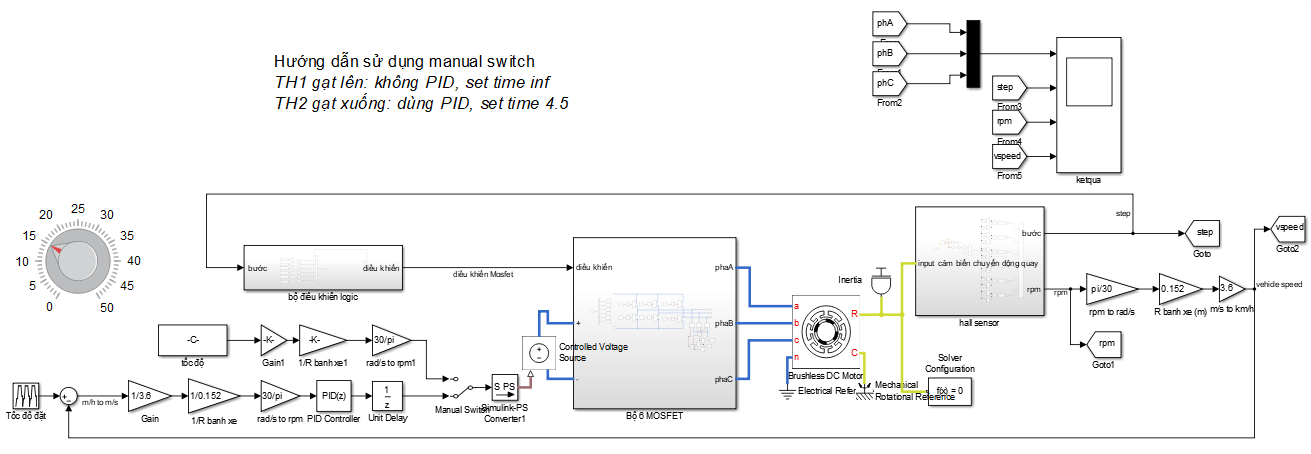 phA
phB
phC
From2
step
From3
rpm
From4
vspeed
From5
ketqua
Hướng dẫn sử dụng manual switch
TH1 gạt lên: không PID, set time inf
TH2 gạt xuống: dùng PID, set time 4.5
0
5
10
15
20
25
30
35
40
45
50
bước
điều khiển
bộ điều khiển logic
điều khiển Mosfet
điều khiển
phaA
phaB
phaC
+
-
Bộ 6 MOSFET
Controlled Voltage
Source
a
b
c
n
R
C
Brushless DC Motor
Inertia
Electrical Refer
Mechanical
Rotational Reference
Solver
Configuration
f(x) = 0
input cảm biến chuyển động quay
bước
rpm
hall sensor
step
step
Goto
rpm
rpm
Goto1
pi/30
rpm to rad/s
0.152
R banh xe (m)
3.6
m/s to km/h
vspeed
Goto2
vehicle speed
-C-
tốc độ
-K-
Gain1
-K-
1/R banh xe1
30/pi
rad/s to rpm1
Tốc độ đặt
m/h to m/s
1/3.6
Gain
1/0.152
1/R banh xe
30/pi
rad/s to rpm
PID(z)
PID Controller
1
z
Unit Delay
Manual Switch
S PS
Simulink-PS
Converter1